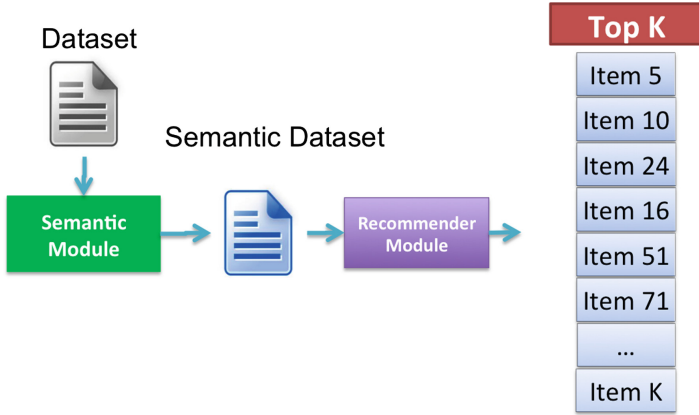 Dataset
Semantic Dataset
Semantic
Module
Recommender
Module
Top K
Item 5
Item 10
Item 24
Item 16
Item 51
Item 71
...
Item K